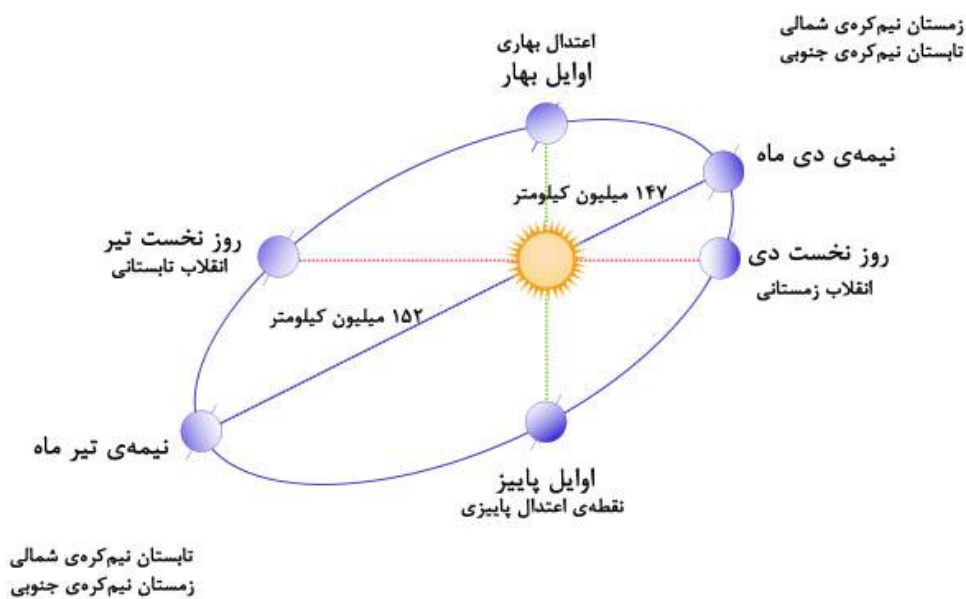 زمستان نیم‌کره‌ی شمالی
تابستان نیم‌کره‌ی جنوبی
اعتدال بهاری
اوایل بهار
نیمه‌ی دی ماه
۱۴۷ میلیون کیلومتر
روز نخست دی
انقلاب زمستانی
روز نخست تیر
انقلاب تابستانی
۱۵۲ میلیون کیلومتر
نیمه‌ی تیر ماه
اوایل پاییز
نقطه‌ی اعتدال پاییزی
تابستان نیم‌کره‌ی شمالی
زمستان نیم‌کره‌ی جنوبی